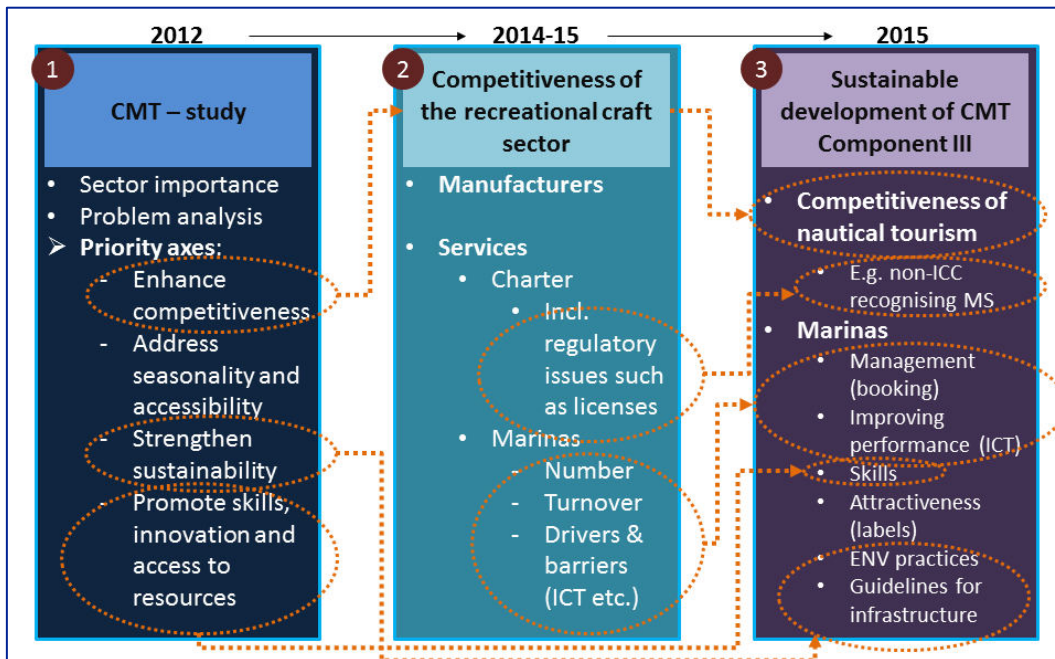 2012
2014-15
2015
1
CMT – study
• Sector importance
• Problem analysis
➢ Priority axes:
- Enhance
competitiveness
- Address
seasonality and
accessibility
- Strengthen
sustainability
- Promote skills,
innovation and
access to
resources
2
Competitiveness of
the recreational craft
sector
• Manufacturers
• Services
• Charter
• Incl.
regulatory
issues such
as licenses
• Marinas
- Number
- Turnover
- Drivers &
barriers
(ICT etc.)
3
Sustainable
development of CMT
Component III
• Competitiveness of
nautical tourism
• E.g. non-ICC
recognising MS
• Marinas
• Management
(booking)
• Improving
performance (ICT)
• Skills
• Attractiveness
(labels)
• ENV practices
• Guidelines for
infrastructure